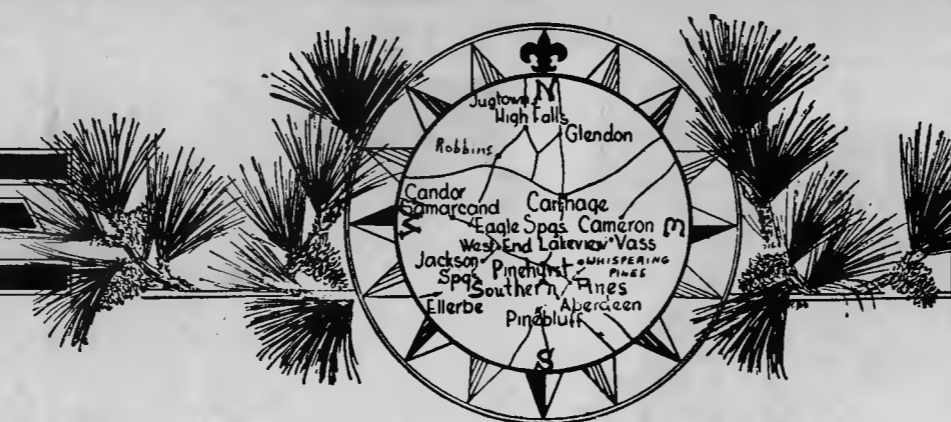 N
Jugtown
High Falls
Glendon
Robbins
Candor
Samarcand
Carthage
W
Eagle Spgs Cameron E
West End Lakeview Vass
Jackson Spgs
Pinehurst
WHISPERING PINES
Southern Pines
Ellerbe
Aberdeen
Pinebluff
S